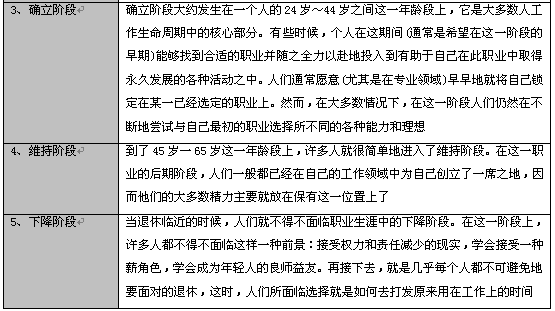 3、确立阶段
确立阶段大约发生在一个人的24岁～44岁之间这一年龄段上，它是大多数人工
作生命周期中的核心部分。有些时候，个人在这期间(通常是希望在这一阶段的
早期)能够找到合适的职业并随之全力以赴地投入到有助于自己在此职业中取得
永久发展的各种活动之中。人们通常愿意(尤其是在专业领域)早早地就将自己锁
定在某一已经选定的职业上。然而，在大多数情况下，在这一阶段人们仍然在不
断地尝试与自己最初的职业选择所不同的各种能力和理想
4、维持阶段
到了45岁一65岁这一年龄段上，许多人就很简单地进入了维持阶段。在这一职
业的后期阶段，人们一般都已经在自己的工作领域中为自己创立了一席之地，因
而他们的大多数精力主要就放在保有这一位置上了
5、下降阶段
当退休临近的时候，人们就不得不面临职业生涯中的下降阶段。在这一阶段上，
许多人都不得不面临这样一种前景：接受权力和责任减少的现实，学会接受一种
薪角色，学会成为年轻人的良师益友。再接下去，就是几乎每个人都不可避免地
要面对的退休，这时，人们所面临选择就是如何去打发原来用在工作上的时间